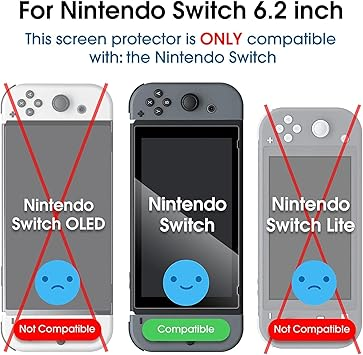 For Nintendo Switch 6.2 inch
This screen protector is ONLY compatible
with: the Nintendo Switch
Nintendo
Switch OLED
Nintendo
Switch
Nintendo
Switch Lite
Not Compatible
Compatible
Not Compatible